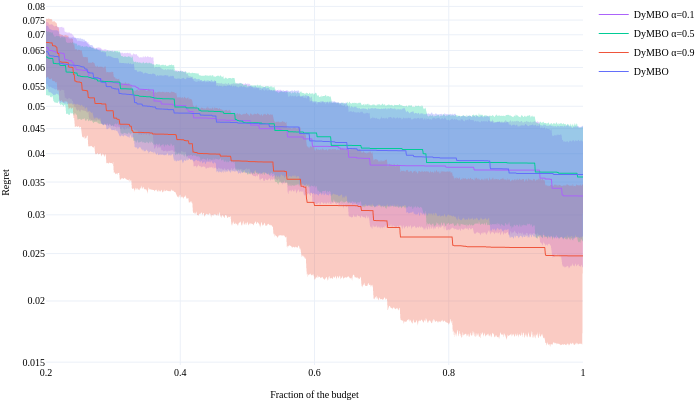 0.08
0.075
0.07
0.065
0.06
0.055
0.05
0.045
0.04
0.035
0.03
0.025
0.02
0.015
Regret
0.2 0.4 0.6 0.8 1
Fraction of the budget
DyMBO α=0.1
DyMBO α=0.5
DyMBO α=0.9
DyMBO